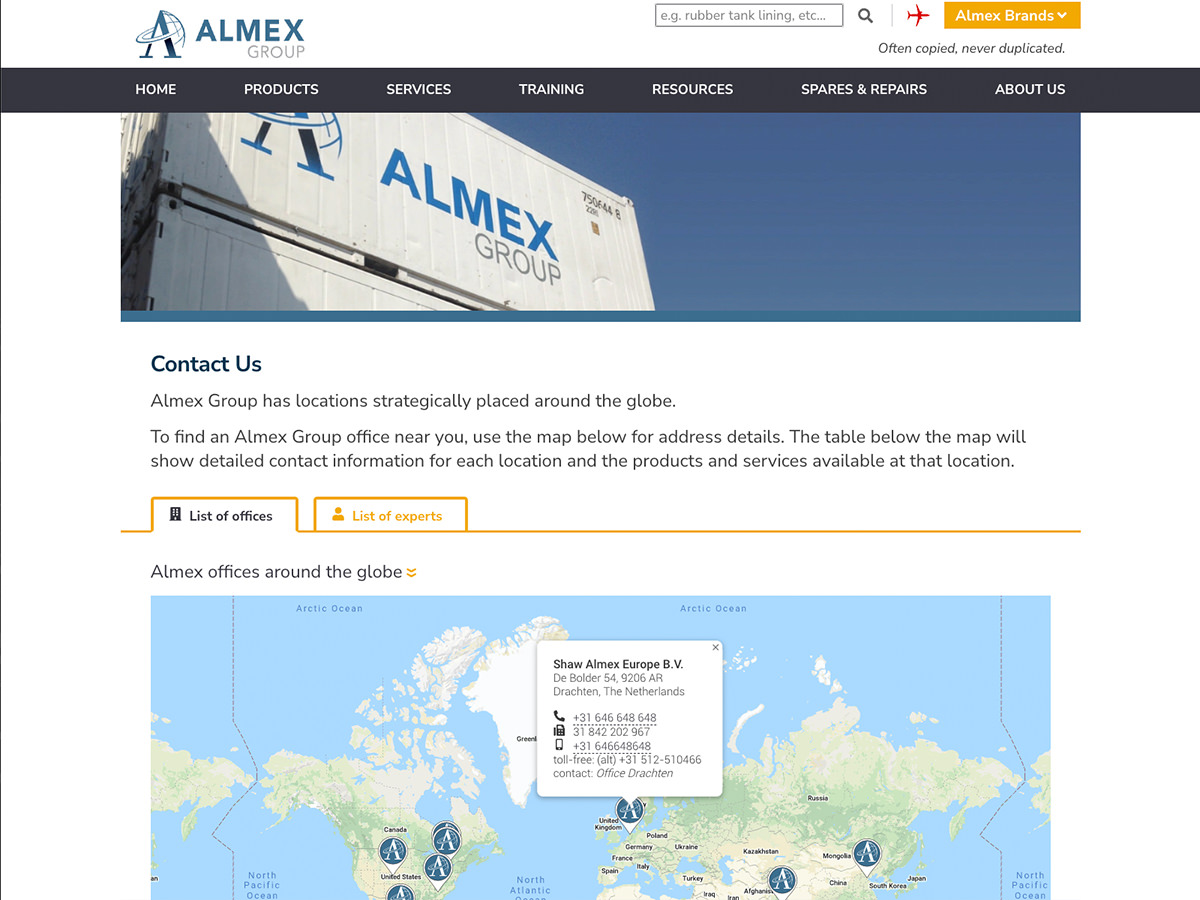 ALMEX
GROUP
e.g. rubber tank lining, etc...
Almex Brands
Often copied, never duplicated.
HOME PRODUCTS SERVICES TRAINING RESOURCES SPARES & REPAIRS ABOUT US
ALMEX
GROUP
750644 8
Contact Us
Almex Group has locations strategically placed around the globe.
To find an Almex Group office near you, use the map below for address details. The table below the map will
show detailed contact information for each location and the products and services available at that location.
List of offices
List of experts
Almex offices around the globe
Arctic Ocean
Arctic Ocean
Shaw Almex Europe B.V.
De Bolder 54, 9206 AR
Drachten, The Netherlands
+31 646 648 648
31 842 202 967
+31 646648648
toll-free: (alt) +31 512-510466
contact: Office Drachten
Greenl
Russia
United
Kingdom
Canada
Poland
Germany
Ukraine
Kazakhstan
Mongolia
France
Italy
Spain
United States
Turkey
China
Japan
South Korea
Afghanis
Iraq
Iran
an
North
Pacific
Ocean
North
Atlantic
Ocean
North
Pacific
Ocean